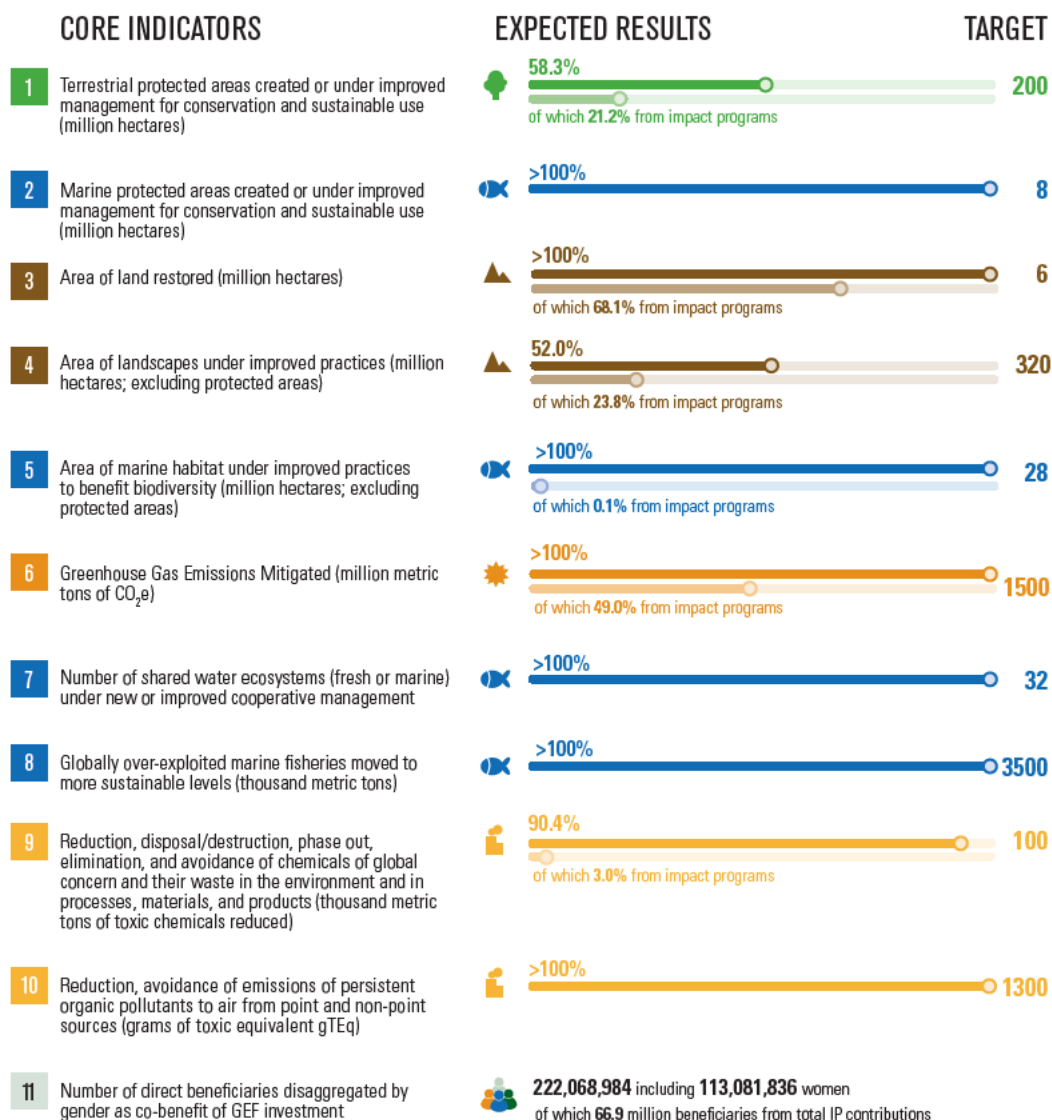 CORE INDICATORS
EXPECTED RESULTS
TARGET
1
Terrestrial protected areas created or under improved
management for conservation and sustainable use
(million hectares)
58.3%
of which 21.2% from impact programs
200
2
Marine protected areas created or under improved
management for conservation and sustainable use
(million hectares)
>100%
8
3
Area of land restored (million hectares)
>100%
of which 68.1% from impact programs
6
4
Area of landscapes under improved practices (million
hectares; excluding protected areas)
52.0%
of which 23.8% from impact programs
320
5
Area of marine habitat under improved practices
to benefit biodiversity (million hectares; excluding
protected areas)
>100%
of which 0.1% from impact programs
28
6
Greenhouse Gas Emissions Mitigated (million metric
tons of CO₂e)
>100%
of which 49.0% from impact programs
1500
7
Number of shared water ecosystems (fresh or marine)
under new or improved cooperative management
>100%
32
8
Globally over-exploited marine fisheries moved to
more sustainable levels (thousand metric tons)
>100%
3500
9
Reduction, disposal/destruction, phase out,
elimination, and avoidance of chemicals of global
concern and their waste in the environment and in
processes, materials, and products (thousand metric
tons of toxic chemicals reduced)
90.4%
of which 3.0% from impact programs
100
10
Reduction, avoidance of emissions of persistent
organic pollutants to air from point and non-point
sources (grams of toxic equivalent gTEq)
>100%
1300
11
Number of direct beneficiaries disaggregated by
gender as co-benefit of GEF investment
222,068,984 including 113,081,836 women
of which 66.9 million beneficiaries from total IP contributions